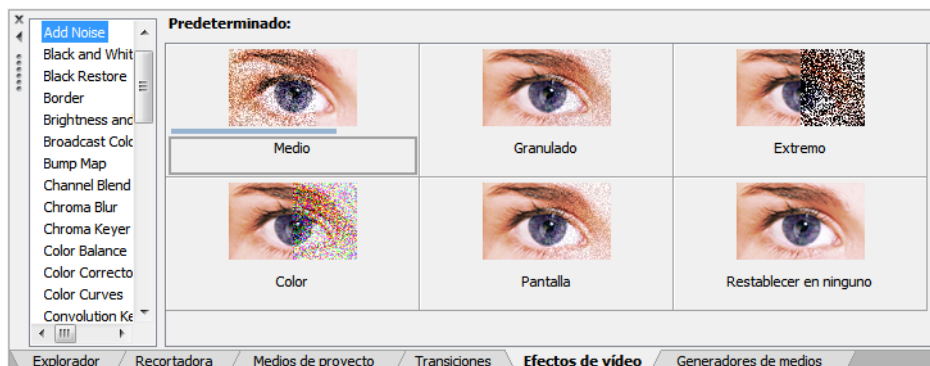 Predeterminado:
Add Noise
Black and Whit
Black Restore
Border
Brightness and
Broadcast Colo
Bump Map
Channel Blend
Chroma Blur
Chroma Keyer
Color Balance
Color Correcto
Color Curves
Convolution Ke
Medio
Granulado
Extremo
Color
Pantalla
Restablecer en ninguno
Explorador
Recortadora
Medios de proyecto
Transiciones
Efectos de vídeo
Generadores de medios